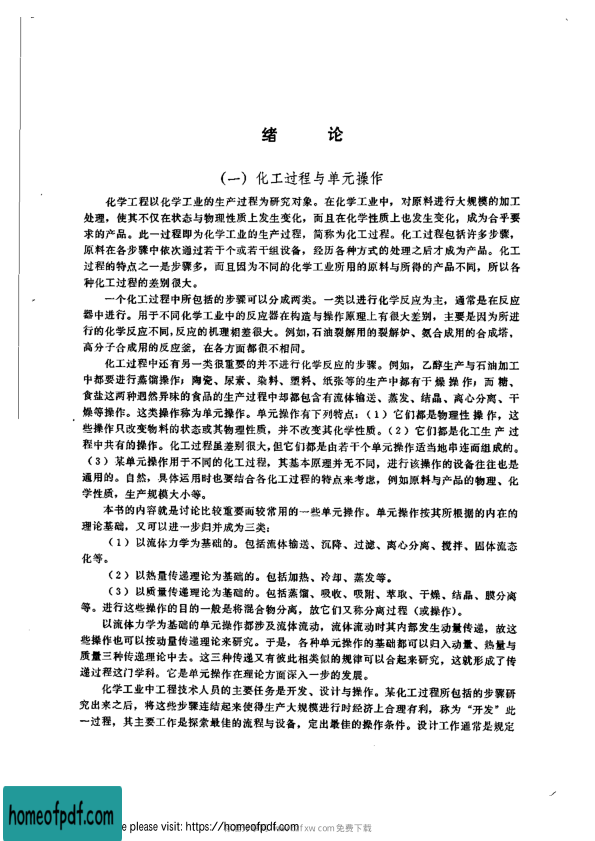 绪 论
(一) 化工过程与单元操作
化学工程以化学工业的生产过程为研究对象。在化学工业中，对原料进行大规模的加工
处理，使其不仅在状态与物理性质上发生变化，而且在化学性质上也发生变化，成为合乎要
求的产品。此一过程即为化学工业的生产过程，简称为化工过程。化工过程包括许多步骤，
原料在各步骤中依次通过若干个或若干组设备，经历各种方式的处理之后才成为产品。化工
过程的特点之一是步骤多，而且因为不同的化学工业所用的原料与所得的产品不同，所以各
种化工过程的差别很大。
一个化工过程中所包括的步骤可以分成两类。一类以进行化学反应为主，通常是在反应
器中进行。用于不同化学工业中的反应器在构造与操作原理上有很大差别，主要是因为所进
行的化学反应不同，反应的机理相差很大。例如，石油裂解用的裂解炉、氨合成用的合成塔，
高分子合成用的反应釜，在各方面都很不相同。
化工过程中还有另一类很重要的并不进行化学反应的步骤。例如，乙醇生产与石油加工
中都要进行蒸馏操作；陶瓷、尿素、染料、塑料、纸张等的生产中都有干燥操作；而糖、
食盐这两种迥然异味的食品的生产过程中却都包含有流体输送、蒸发、结晶、离心分离、干
燥等操作。这类操作称为单元操作。单元操作有下列特点：（1）它们都是物理性操作，这
些操作只改变物料的状态或其物理性质，并不改变其化学性质。（2）它们都是化工生产过
程中共有的操作。化工过程虽差别很大，但它们都是由若干个单元操作适当地串连而组成的。
（3）某单元操作用于不同的化工过程，其基本原理并无不同，进行该操作的设备往往也是
通用的。自然，具体运用时也要结合各化工过程的特点来考虑，例如原料与产品的物理、化
学性质，生产规模大小等。
本书的内容就是讨论比较重要而较常用的一些单元操作。单元操作按其所根据的内在的
理论基础，又可以进一步归并成为三类：
（1）以流体力学为基础的。包括流体输送、沉降、过滤、离心分离、搅拌、固体流态
化等。
（2）以热量传递理论为基础的。包括加热、冷却、蒸发等。
（3）以质量传递理论为基础的。包括蒸馏、吸收、吸附、萃取、干燥、结晶、膜分离
等。进行这些操作的目的一般是将混合物分离，故它们又称分离过程（或操作）。
以流体力学为基础的单元操作都涉及流体流动，流体流动时其内部发生动量传递，故这
些操作也可以按动量传递理论来研究。于是，各种单元操作的基础都可以归入动量、热量与
质量三种传递理论中去。这三种传递又有彼此相类似的规律可以合起来研究，这就形成了传
递过程这门学科。它是单元操作在理论方面深入一步的发展。
化学工业中工程技术人员的主要任务是开发、设计与操作。某化工过程所包括的步骤研
究出来之后，将这些步骤连结起来使得生产大规模进行时经济上合理有利，称为“开发”此
一过程，其主要工作是探索最佳的流程与设备，定出最佳的操作条件。设计工作通常是规定
homeofpdf.com
e please visit: https://homeofpdf.com
fxw.com免费下载